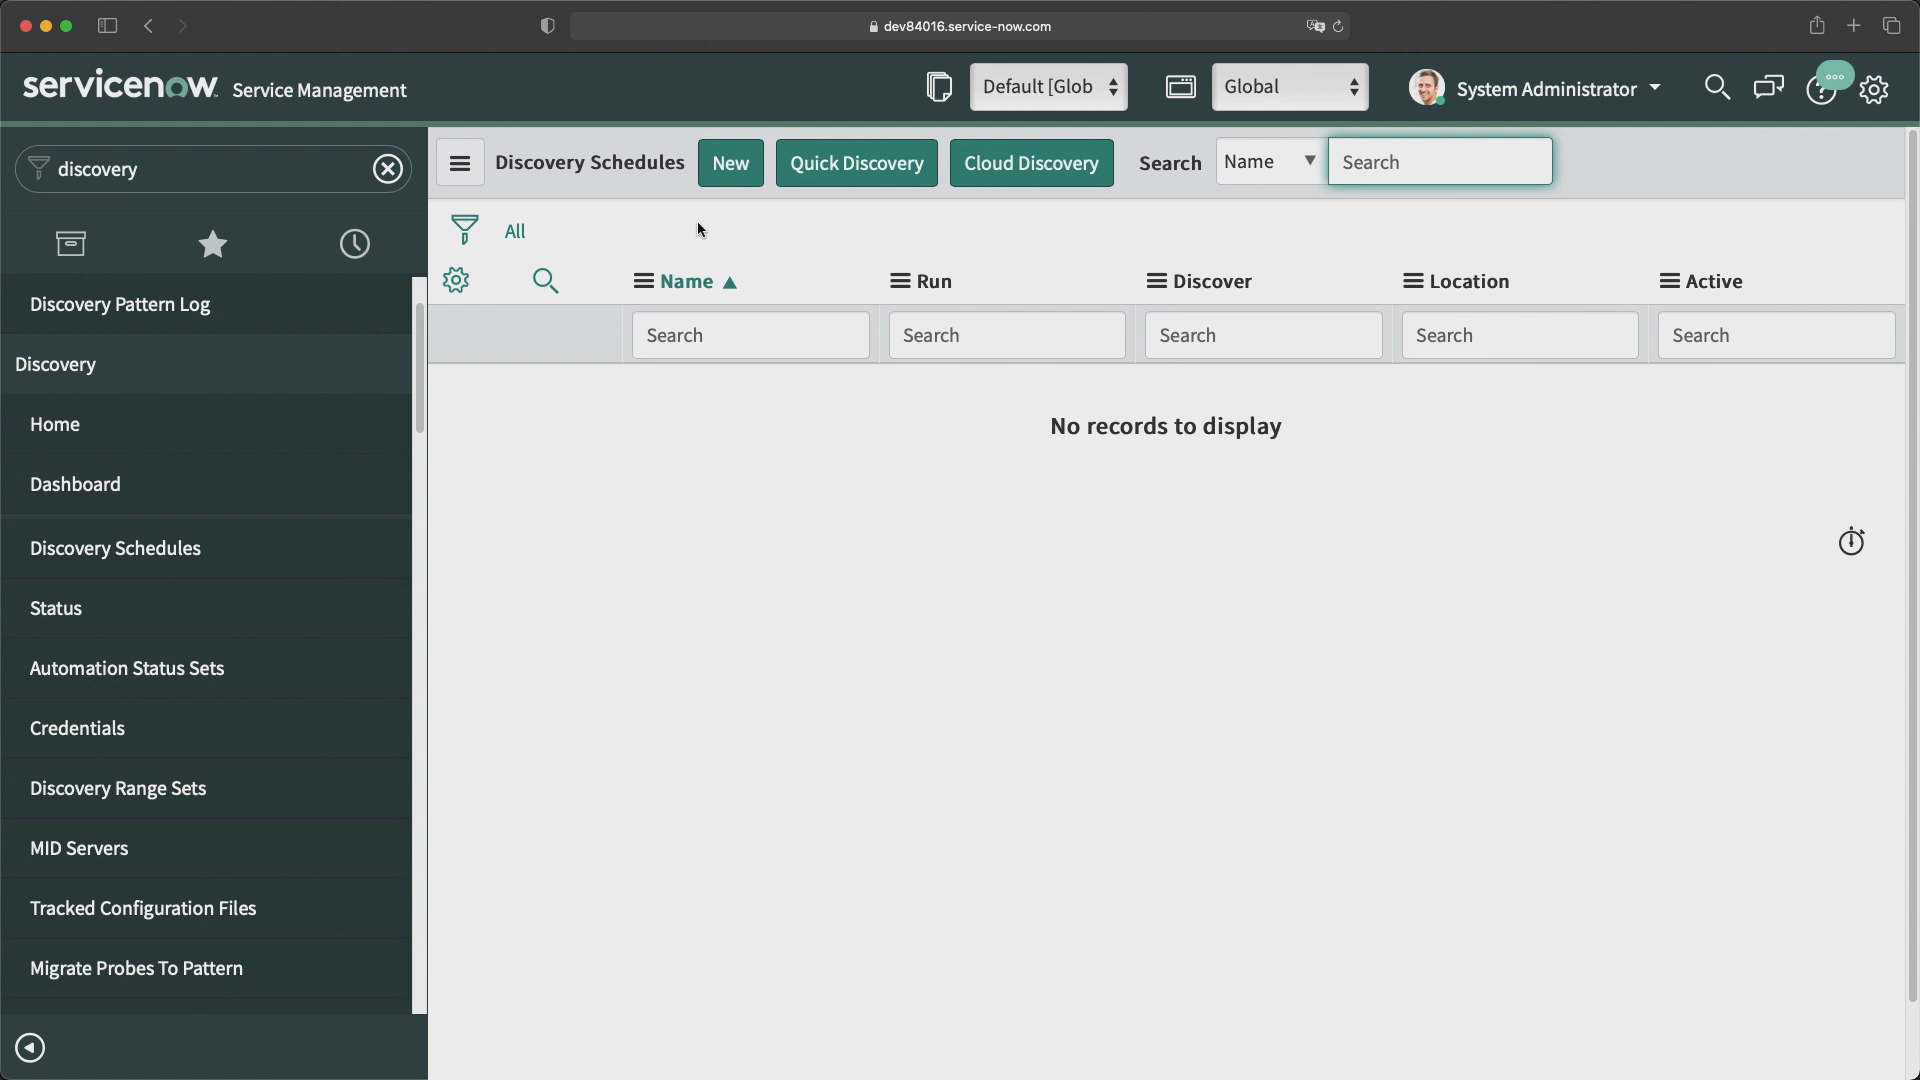 dev84016.service-now.com
servicenow Service Management
Default [Glob
Global
System Administrator
discovery
Discovery Schedules New Quick Discovery Cloud Discovery Search Name Search
All
Name Run Discover Location Active
Search Search Search Search Search
No records to display
Discovery Pattern Log
Discovery
Home
Dashboard
Discovery Schedules
Status
Automation Status Sets
Credentials
Discovery Range Sets
MID Servers
Tracked Configuration Files
Migrate Probes To Pattern